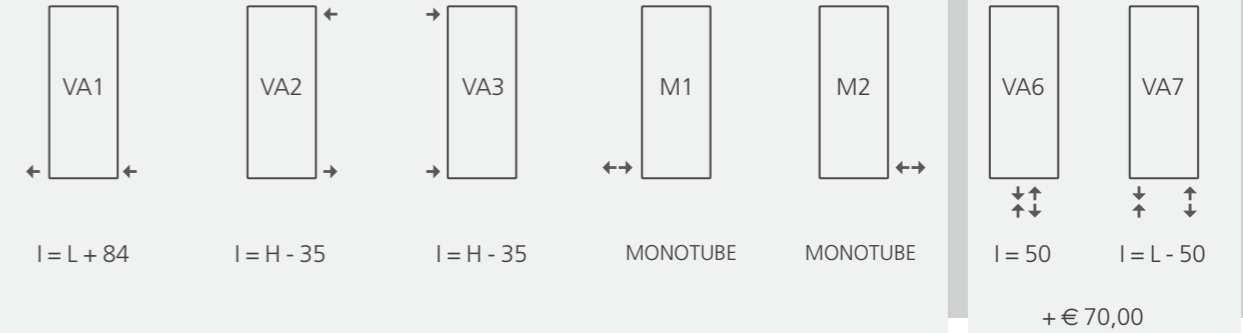 VA1 VA2 VA3 M1 M2 VA6 VA7
I = L + 84 I = H - 35 I = H - 35 MONOTUBE MONOTUBE I = 50 I = L - 50
+ € 70,00